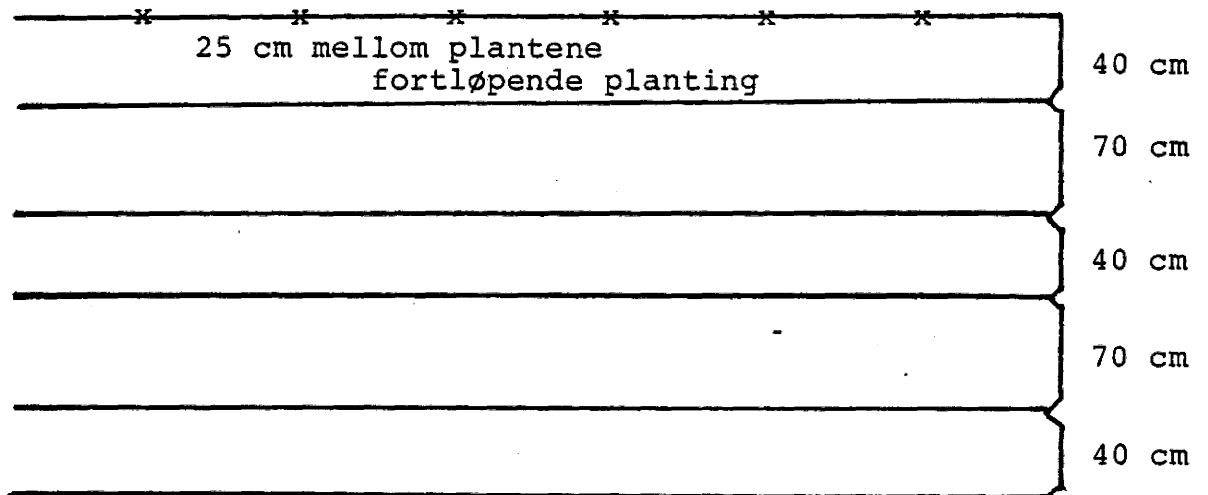 x x x x x x
25 cm mellom plantene
fortløpende planting
40 cm
70 cm
40 cm
70 cm
40 cm